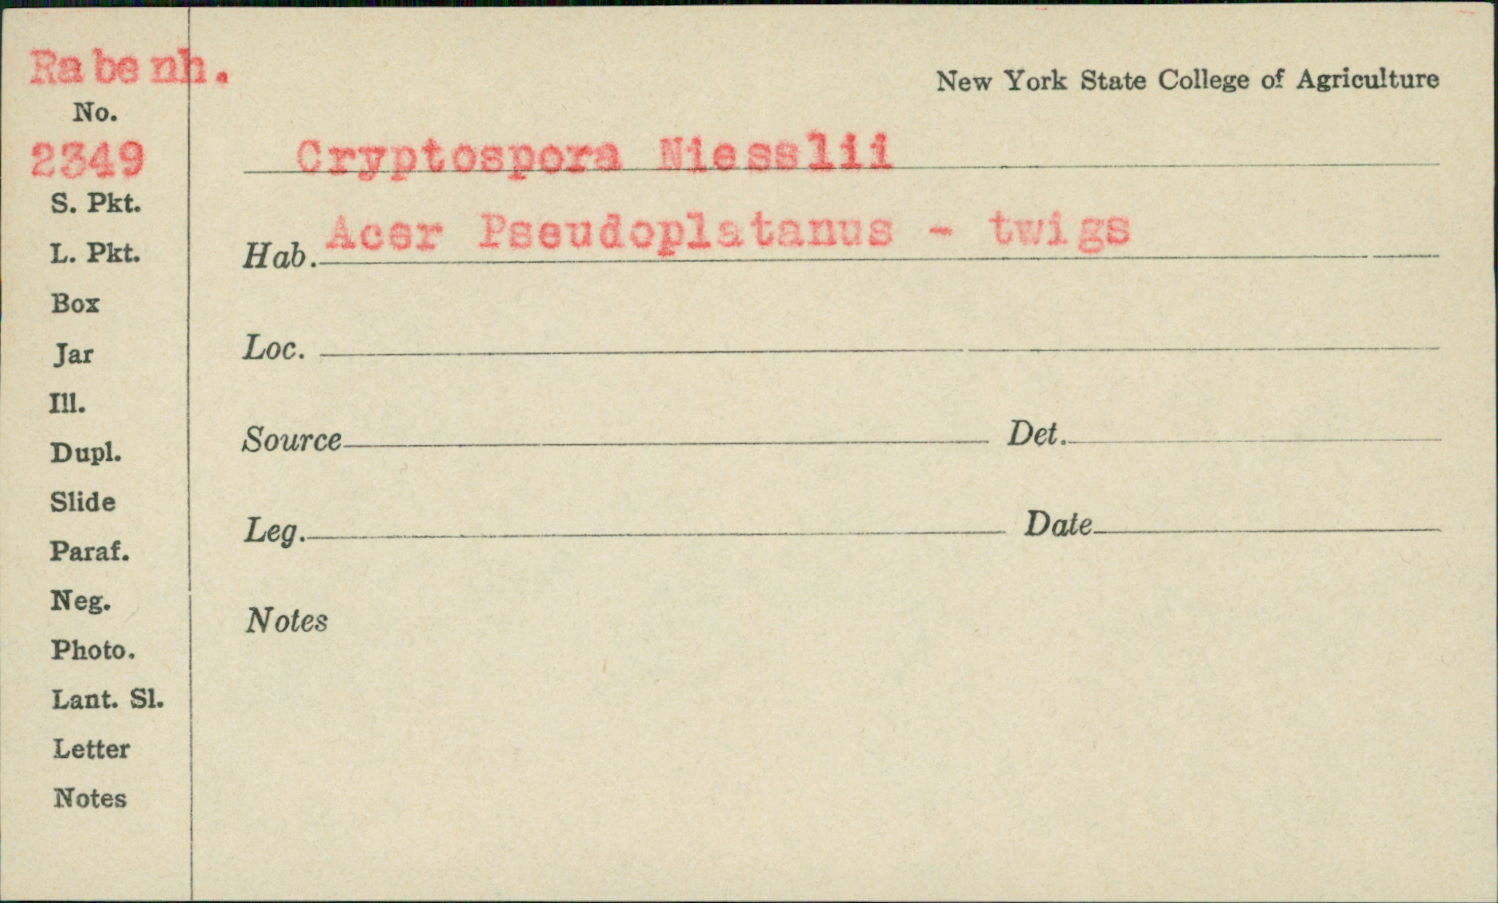 Rabenh.
New York State College of Agriculture
No.
2349
Cryptospora Niesslii
S. Pkt.
Hab. Acer Pseudoplatanus - twigs
L. Pkt.
Box
Loc.
Jar
Ill.
Source Det.
Dupl.
Slide
Leg. Date
Paraf.
Neg.
Notes
Photo.
Lant. Sl.
Letter
Notes